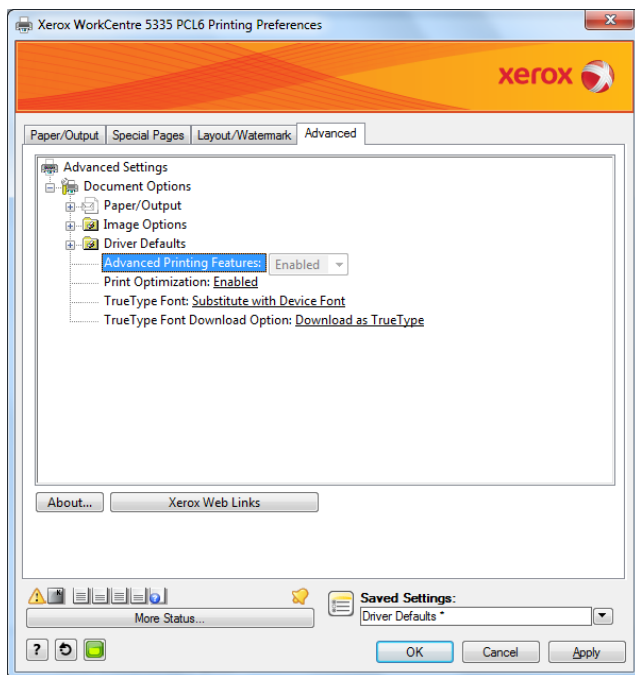 Xerox WorkCentre 5335 PCL6 Printing Preferences
xerox
Paper/Output Special Pages Layout/Watermark Advanced
Advanced Settings
Document Options
Paper/Output
Image Options
Driver Defaults
Advanced Printing Features: Enabled
Print Optimization: Enabled
TrueType Font: Substitute with Device Font
TrueType Font Download Option: Download as TrueType
About... Xerox Web Links
Saved Settings:
More Status... Driver Defaults *
? OK Cancel Apply